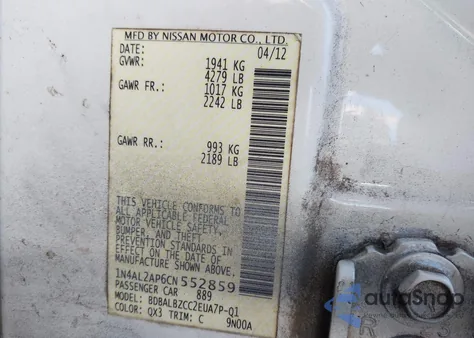 MFD BY NISSAN MOTOR CO., LTD.
DATE: 04/12
GVWR: 1941 KG
4279 LB
GAWR FR.: 1017 KG
2242 LB
GAWR RR.: 993 KG
2189 LB
THIS VEHICLE CONFORMS TO
ALL APPLICABLE FEDERAL
MOTOR VEHICLE SAFETY,
BUMPER, AND THEFT
PREVENTION STANDARDS IN
EFFECT ON THE DATE OF
MANUFACTURE SHOWN ABOVE.
1N4AL2AP6CN 552859
PASSENGER CAR 889
MODEL: BDBALBZCC2EUA7P-Q1
COLOR: QX3 TRIM: C 9N00A
autoSnap